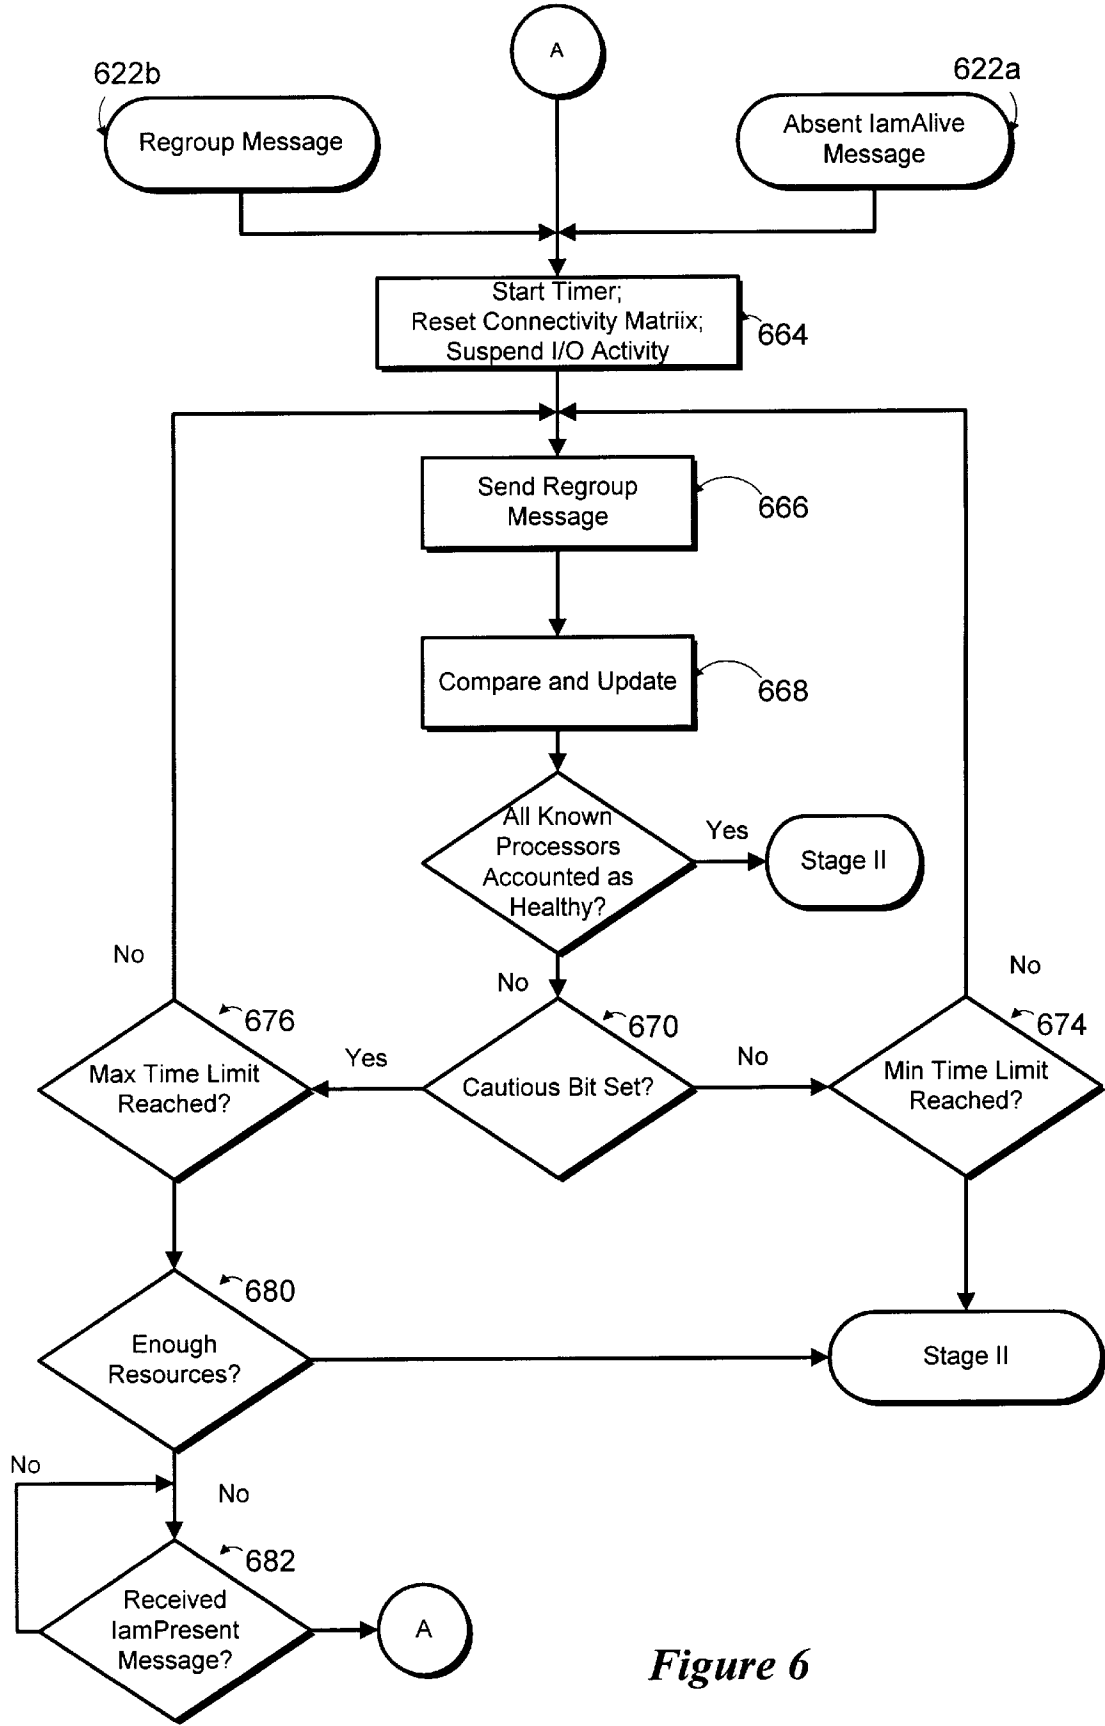 A
622b
622a
Regroup Message
Absent IamAlive
Message
Start Timer;
Reset Connectivity Matriix;
Suspend I/O Activity
664
Send Regroup
Message
666
Compare and Update
668
All Known
Processors
Accounted as
Healthy?
Yes
Stage II
No
No
No
676
670
674
Max Time Limit
Reached?
Yes
Cautious Bit Set?
No
Min Time Limit
Reached?
680
Enough
Resources?
Stage II
No
No
682
Received
IamPresent
Message?
A
Figure 6